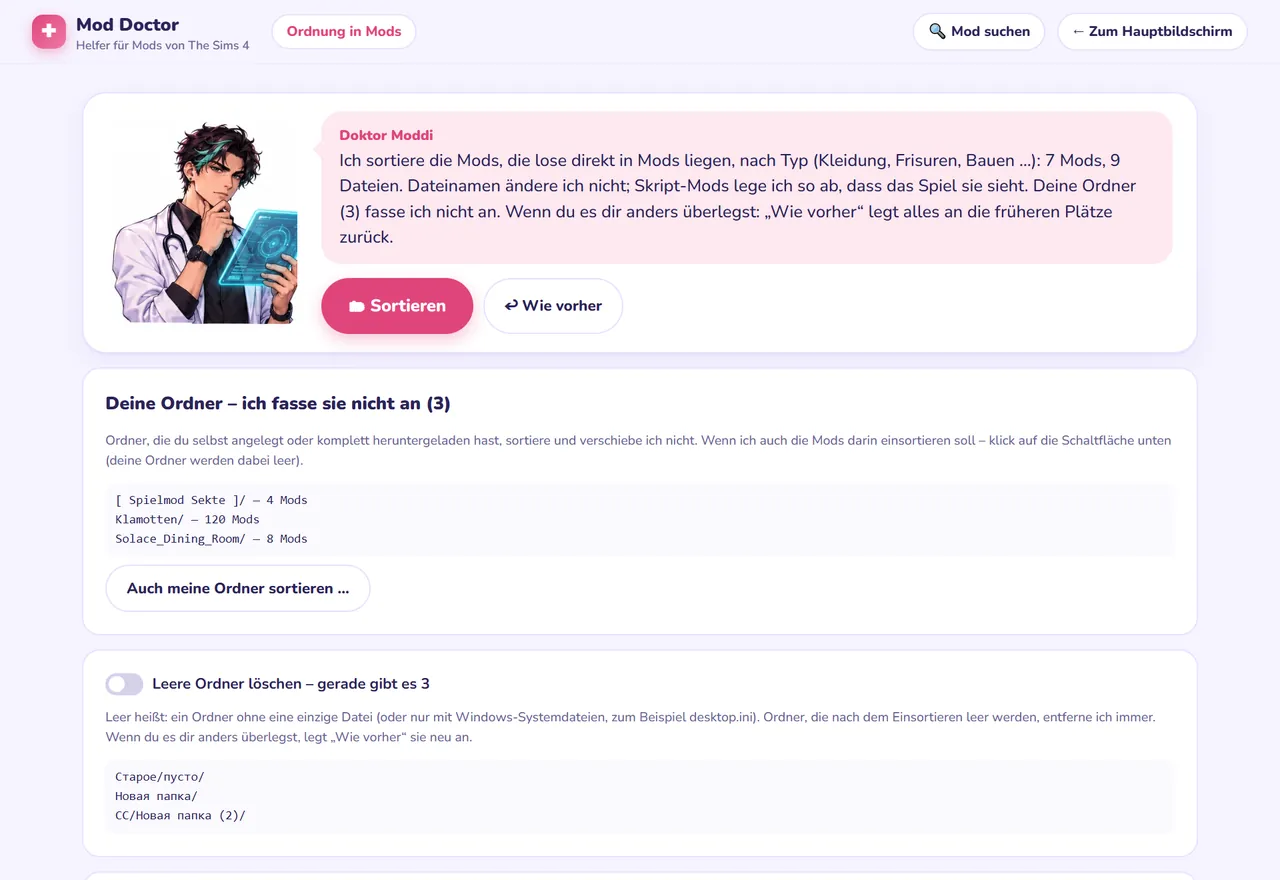 Mod Doctor
Helfer für Mods von The Sims 4
Ordnung in Mods
🔍 Mod suchen
← Zum Hauptbildschirm
Doktor Moddi
Ich sortiere die Mods, die lose direkt in Mods liegen, nach Typ (Kleidung, Frisuren, Bauen …): 7 Mods, 9
Dateien. Dateinamen ändere ich nicht; Skript-Mods lege ich so ab, dass das Spiel sie sieht. Deine Ordner
(3) fasse ich nicht an. Wenn du es dir anders überlegst: „Wie vorher“ legt alles an die früheren Plätze
zurück.
Sortieren
↩ Wie vorher
Deine Ordner – ich fasse sie nicht an (3)
Ordner, die du selbst angelegt oder komplett heruntergeladen hast, sortiere und verschiebe ich nicht. Wenn ich auch die Mods darin einsortieren soll – klick auf die Schaltfläche unten
(deine Ordner werden dabei leer).
[ Spielmod Sekte ]/ — 4 Mods
Klamotten/ — 120 Mods
Solace_Dining_Room/ — 8 Mods
Auch meine Ordner sortieren …
Leere Ordner löschen – gerade gibt es 3
Leer heißt: ein Ordner ohne eine einzige Datei (oder nur mit Windows-Systemdateien, zum Beispiel desktop.ini). Ordner, die nach dem Einsortieren leer werden, entferne ich immer.
Wenn du es dir anders überlegst, legt „Wie vorher“ sie neu an.
Старое/пусто/
Новая папка/
CC/Новая папка (2)/